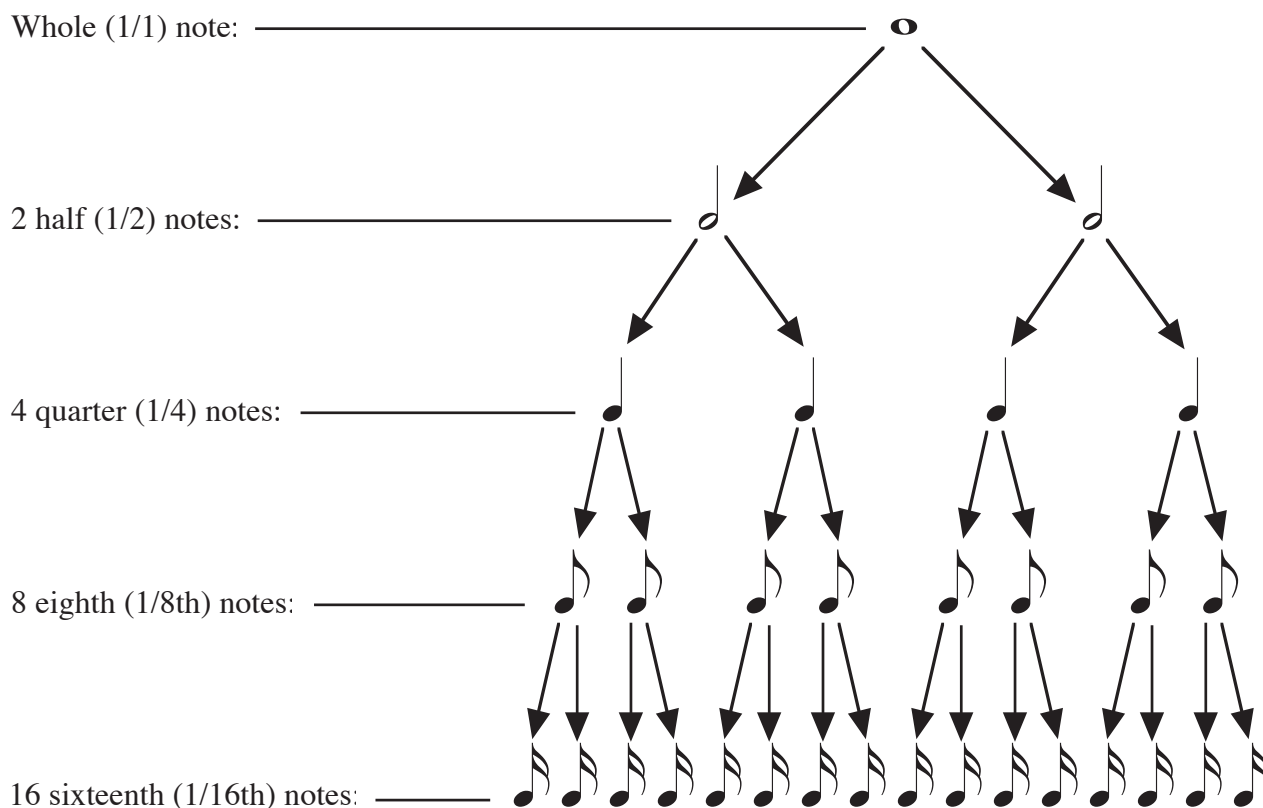 Whole (1/1) note:
2 half (1/2) notes:
4 quarter (1/4) notes:
8 eighth (1/8th) notes:
16 sixteenth (1/16th) notes: